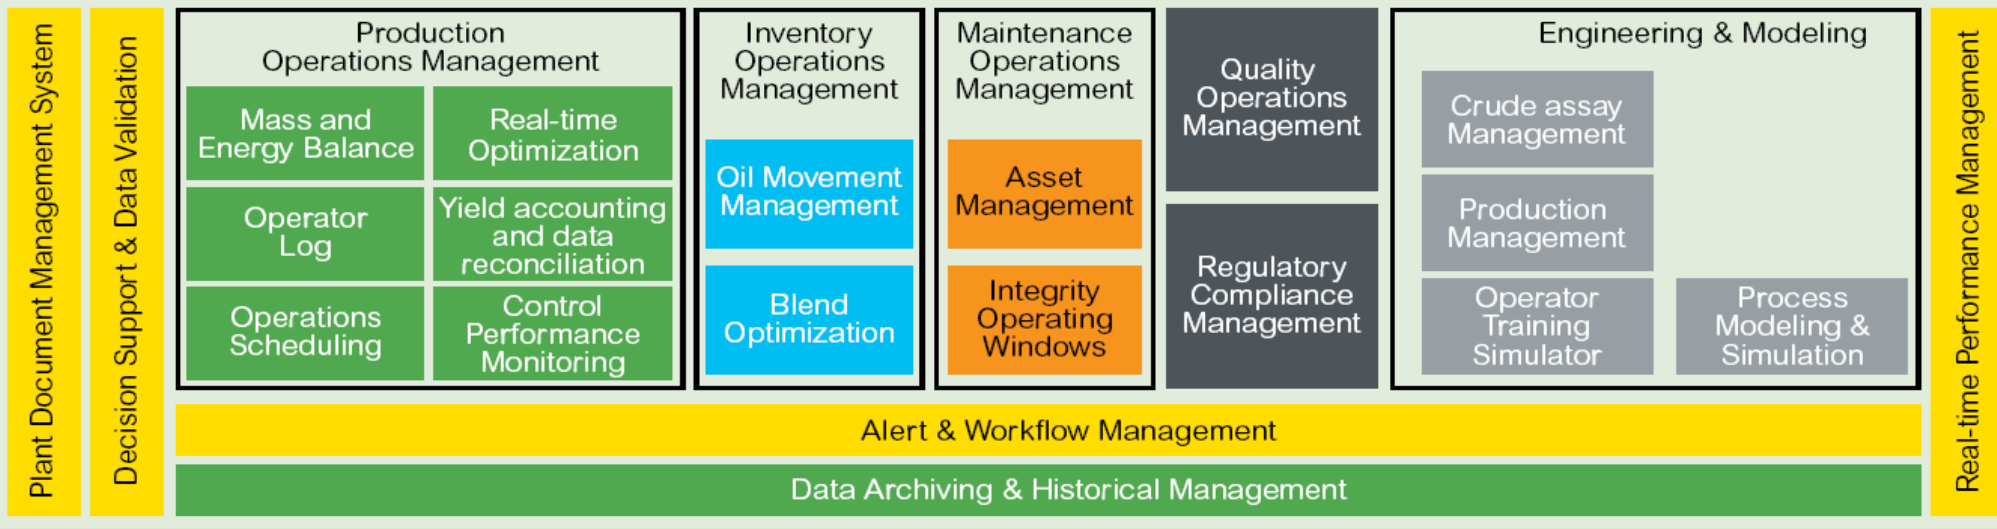 Plant Document Management System
Decision Support & Data Validation
Production
Operations Management
Mass and
Energy Balance
Real-time
Optimization
Operator
Log
Yield accounting
and data
reconciliation
Operations
Scheduling
Control
Performance
Monitoring
Inventory
Operations
Management
Oil Movement
Management
Blend
Optimization
Maintenance
Operations
Management
Asset
Management
Integrity
Operating
Windows
Quality
Operations
Management
Regulatory
Compliance
Management
Engineering & Modeling
Crude assay
Management
Production
Management
Operator
Training
Simulator
Process
Modeling &
Simulation
Real-time Performance Management
Alert & Workflow Management
Data Archiving & Historical Management